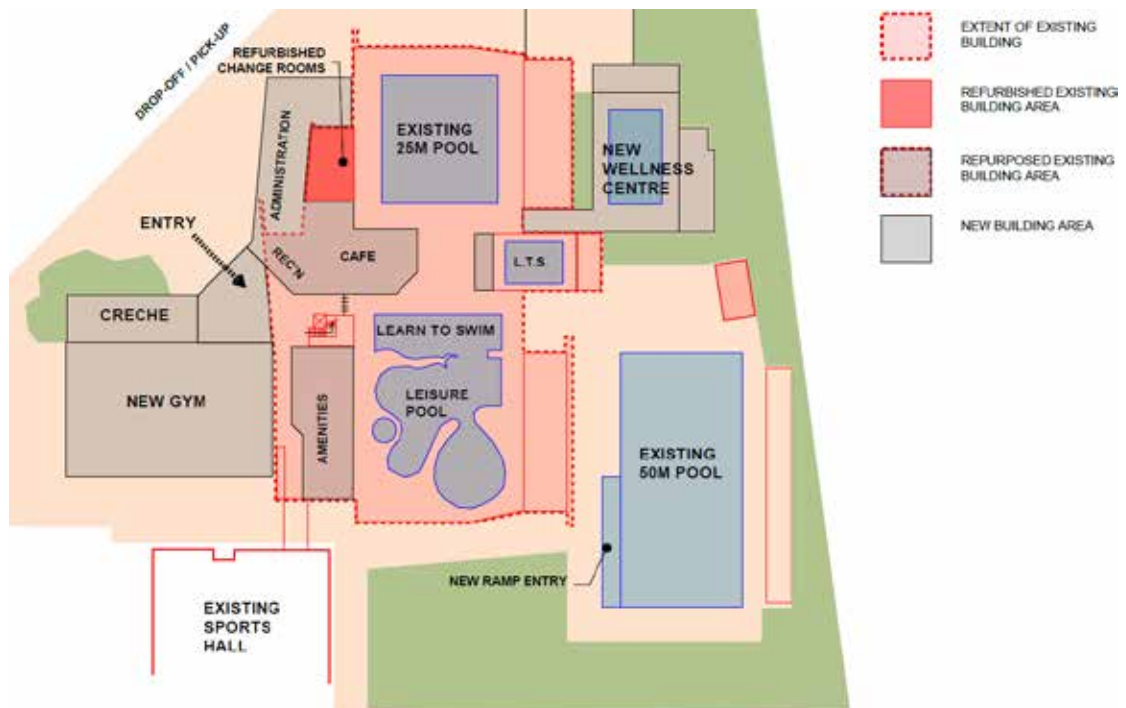 DROP-OFF / PICK-UP
REFURBISHED
CHANGE ROOMS
ADMINISTRATION
EXISTING
25M POOL
NEW
WELLNESS
CENTRE
ENTRY
REC'N
CAFE
L.T.S.
CRECHE
LEARN TO SWIM
NEW GYM
AMENITIES
LEISURE
POOL
EXISTING
50M POOL
NEW RAMP ENTRY
EXISTING
SPORTS
HALL
EXTENT OF EXISTING
BUILDING
REFURBISHED EXISTING
BUILDING AREA
REPURPOSED EXISTING
BUILDING AREA
NEW BUILDING AREA